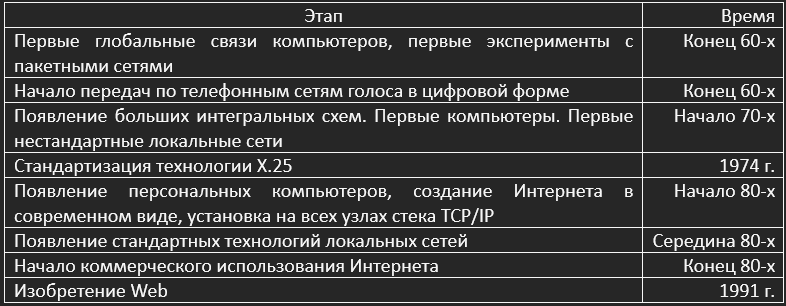 Этап Время
Первые глобальные связи компьютеров, первые эксперименты с Конец 60-х
пакетными сетями
Начало передач по телефонным сетям голоса в цифровой форме Конец 60-х
Появление больших интегральных схем. Первые компьютеры. Первые Начало 70-х
нестандартные локальные сети
Стандартизация технологии X.25 1974 г.
Появление персональных компьютеров, создание Интернета в Начало 80-х
современном виде, установка на всех узлах стека TCP/IP
Появление стандартных технологий локальных сетей Середина 80-х
Начало коммерческого использования Интернета Конец 80-х
Изобретение Web 1991 г.